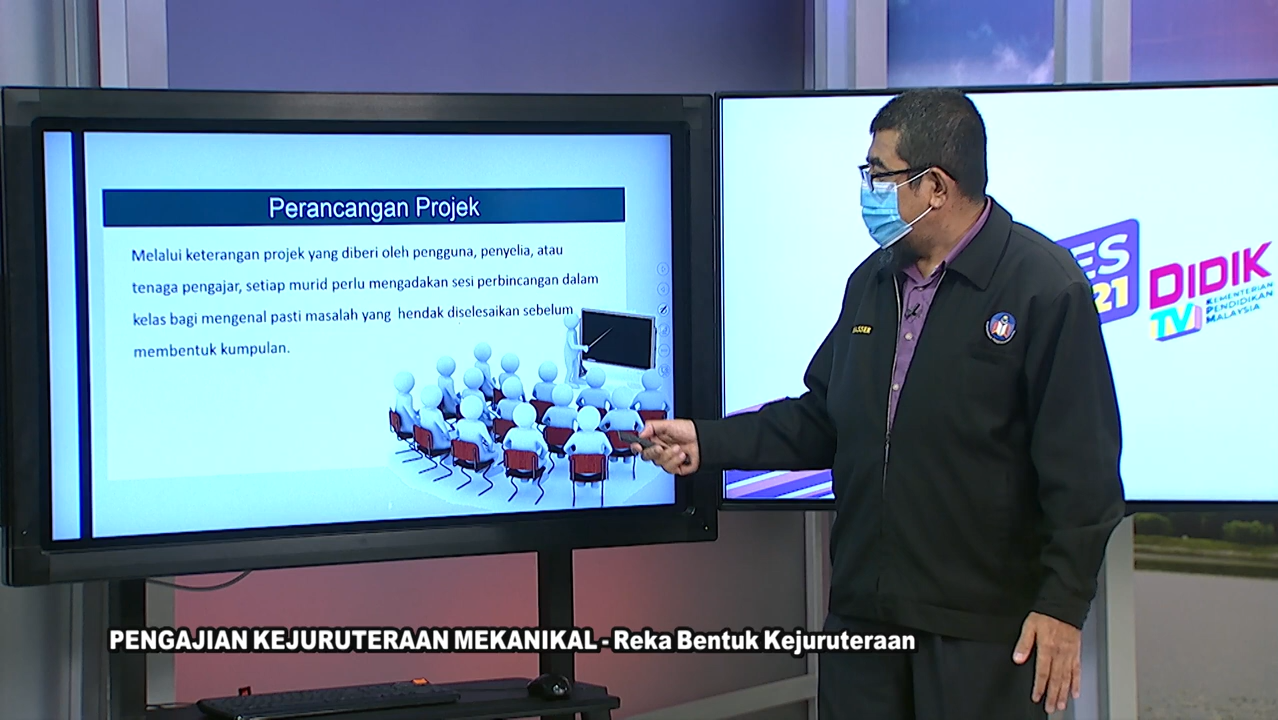 Perancangan Projek
Melalui keterangan projek yang diberi oleh pengguna, penyelia, atau
tenaga pengajar, setiap murid perlu mengadakan sesi perbincangan dalam
kelas bagi mengenal pasti masalah yang hendak diselesaikan sebelum
membentuk kumpulan.
ES
21
DIDIK
TV
KEMENTERIAN
PENDIDIKAN
MALAYSIA
PENGAJIAN KEJURUTERAAN MEKANIKAL - Reka Bentuk Kejuruteraan